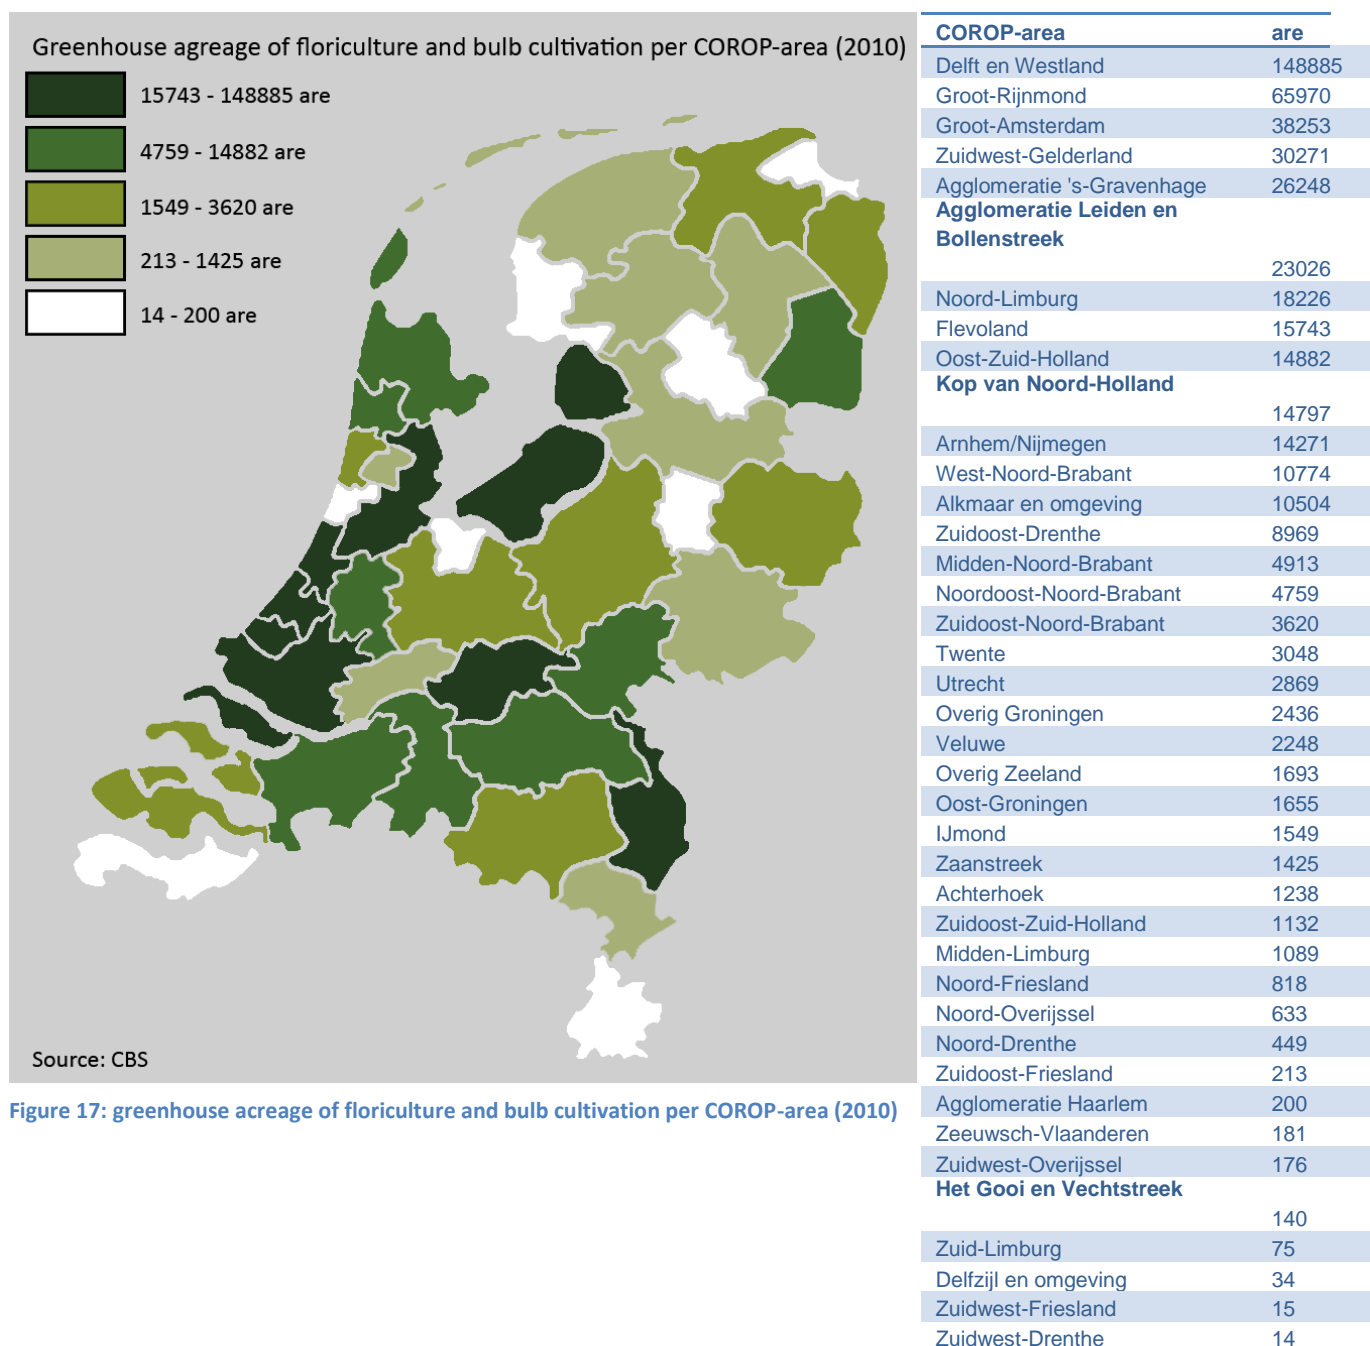 Greenhouse agreage of floriculture and bulb cultivation per COROP-area (2010)
15743 - 148885 are
4759 - 14882 are
1549 - 3620 are
213 - 1425 are
14 - 200 are
Source: CBS
Figure 17: greenhouse acreage of floriculture and bulb cultivation per COROP-area (2010)
COROP-area are
Delft en Westland 148885
Groot-Rijnmond 65970
Groot-Amsterdam 38253
Zuidwest-Gelderland 30271
Agglomeratie 's-Gravenhage 26248
Agglomeratie Leiden en
Bollenstreek
23026
Noord-Limburg 18226
Flevoland 15743
Oost-Zuid-Holland 14882
Kop van Noord-Holland
14797
Arnhem/Nijmegen 14271
West-Noord-Brabant 10774
Alkmaar en omgeving 10504
Zuidoost-Drenthe 8969
Midden-Noord-Brabant 4913
Noordoost-Noord-Brabant 4759
Zuidoost-Noord-Brabant 3620
Twente 3048
Utrecht 2869
Overig Groningen 2436
Veluwe 2248
Overig Zeeland 1693
Oost-Groningen 1655
IJmond 1549
Zaanstreek 1425
Achterhoek 1238
Zuidoost-Zuid-Holland 1132
Midden-Limburg 1089
Noord-Friesland 818
Noord-Overijssel 633
Noord-Drenthe 449
Zuidoost-Friesland 213
Agglomeratie Haarlem 200
Zeeuwsch-Vlaanderen 181
Zuidwest-Overijssel 176
Het Gooi en Vechtstreek
140
Zuid-Limburg 75
Delfzijl en omgeving 34
Zuidwest-Friesland 15
Zuidwest-Drenthe 14